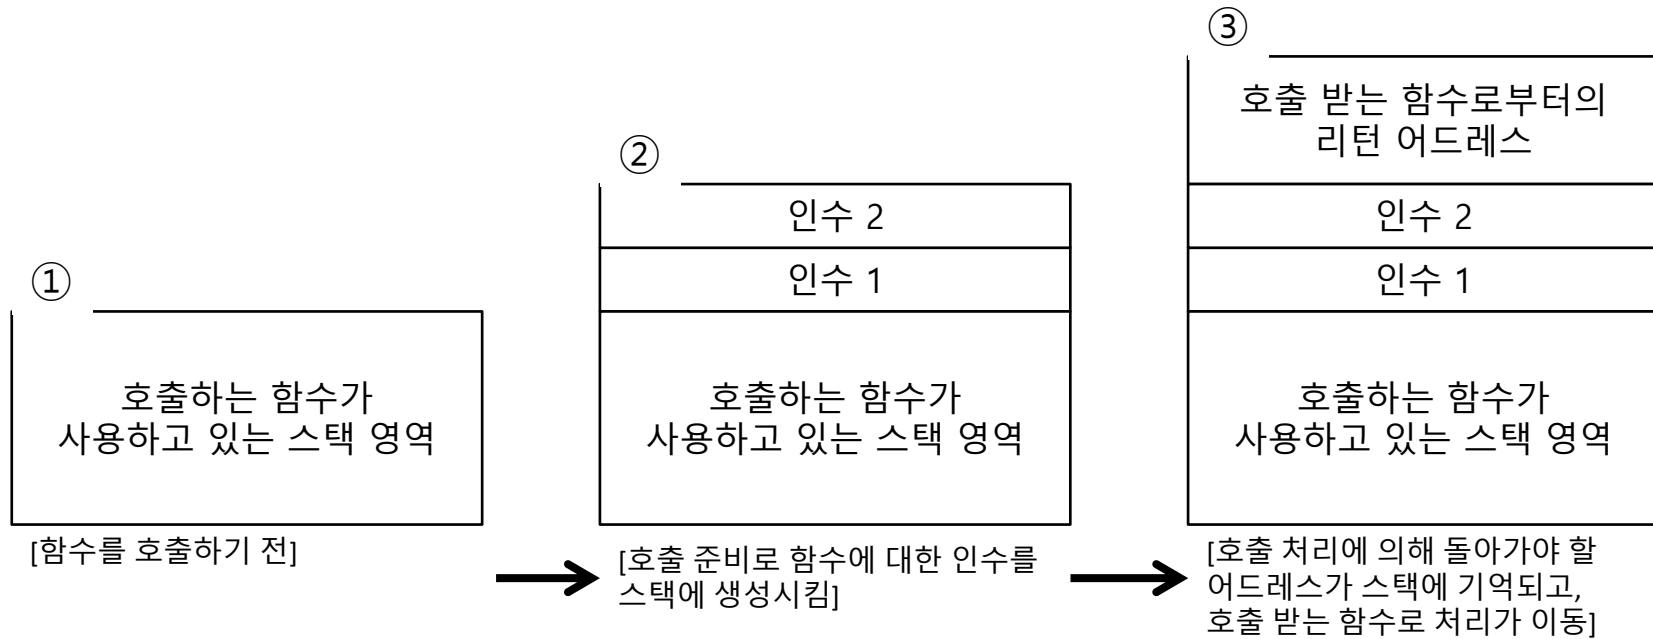 ①
호출하는 함수가
사용하고 있는 스택 영역
[함수를 호출하기 전]
②
인수 2
인수 1
호출하는 함수가
사용하고 있는 스택 영역
[호출 준비로 함수에 대한 인수를
스택에 생성시킴]
③
호출 받는 함수로부터의
리턴 어드레스
인수 2
인수 1
호출하는 함수가
사용하고 있는 스택 영역
[호출 처리에 의해 돌아가야 할
어드레스가 스택에 기억되고,
호출 받는 함수로 처리가 이동]